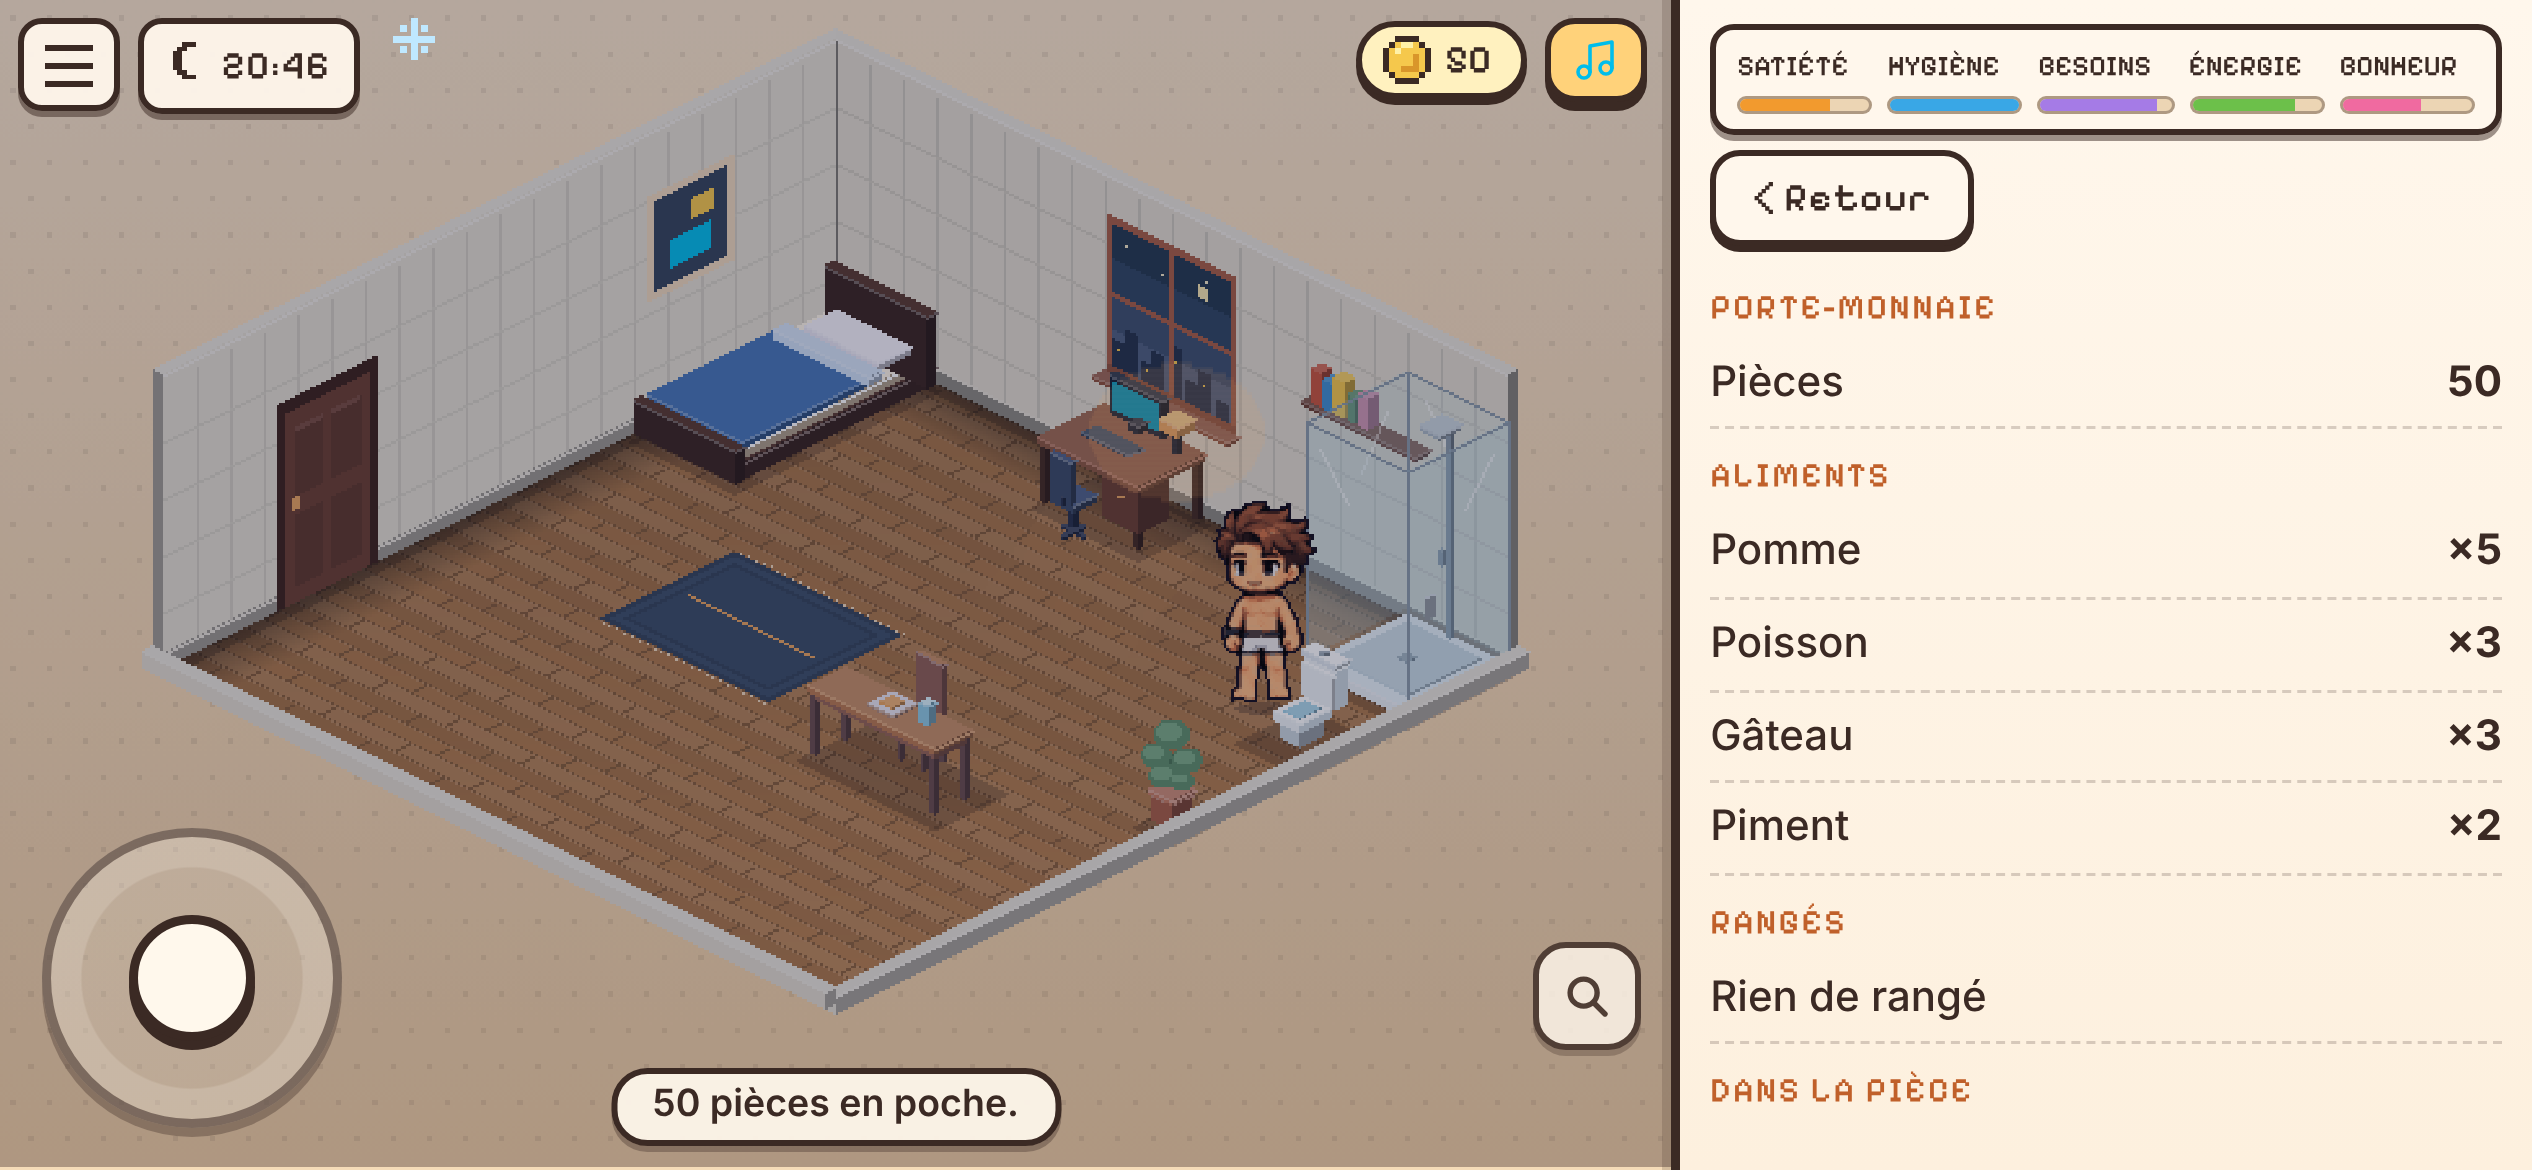 20:46
50
SATIÉTÉ HYGIÈNE BESOINS ÉNERGIE BONHEUR
Retour
PORTE-MONNAIE
Pièces 50
ALIMENTS
Pomme ×5
Poisson ×3
Gâteau ×3
Piment ×2
RANGÉS
Rien de rangé
DANS LA PIÈCE
50 pièces en poche.